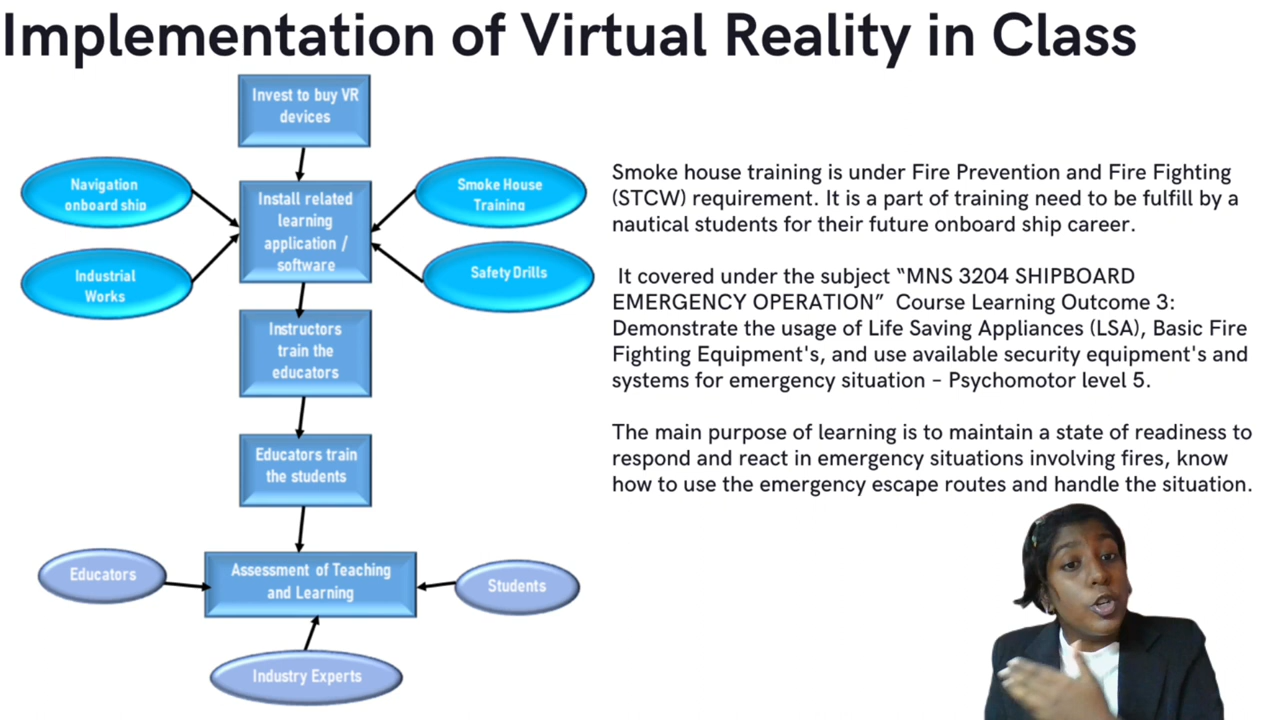 Implementation of Virtual Reality in Class
Invest to buy VR
devices
Navigation
onboard ship
Industrial
Works
Install related
learning
application /
software
Smoke House
Training
Safety Drills
Instructors
train the
educators
Educators train
the students
Educators
Assessment of Teaching
and Learning
Students
Industry Experts
Smoke house training is under Fire Prevention and Fire Fighting
(STCW) requirement. It is a part of training need to be fulfill by a
nautical students for their future onboard ship career.
It covered under the subject “MNS 3204 SHIPBOARD
EMERGENCY OPERATION” Course Learning Outcome 3:
Demonstrate the usage of Life Saving Appliances (LSA), Basic Fire
Fighting Equipment's, and use available security equipment's and
systems for emergency situation – Psychomotor level 5.
The main purpose of learning is to maintain a state of readiness to
respond and react in emergency situations involving fires, know
how to use the emergency escape routes and handle the situation.